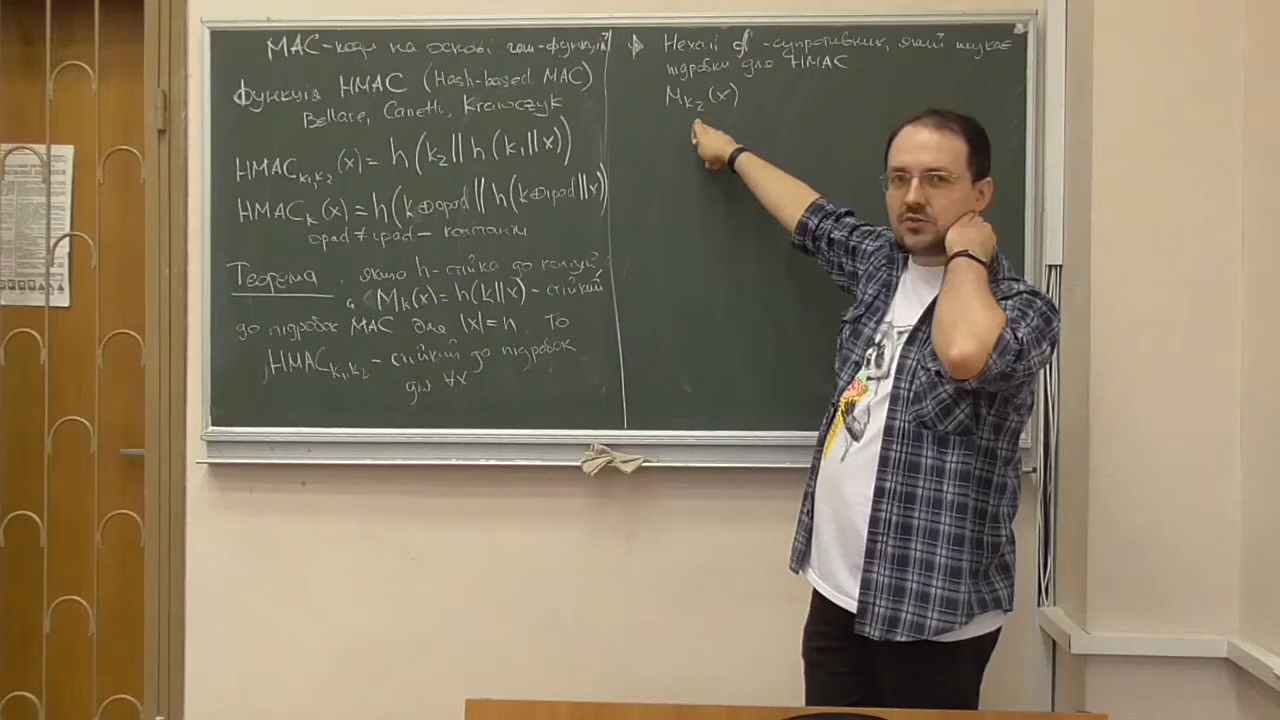 МАС-коди на основі геш-функцій
Функція HMAC (Hash-based MAC)
Bellare, Canetti, Krawczyk
HMAC_{k₁,k₂}(x) = h(k₂||h(k₁||x))
HMAC_k(x) = h(k⊕opad||h(k⊕ipad||x))
opad ≠ ipad – константи
Теорема. якщо h-стійка до колізій,
а M_k(x) = h(k||x) – стійкий
до підробок MAC для |x|=n. То
HMAC_{k₁,k₂} – стійкий до підробок
для ∀x
Нехай A -супротивник, який шукає
підробки для HMAC
M_{k₂}(x)